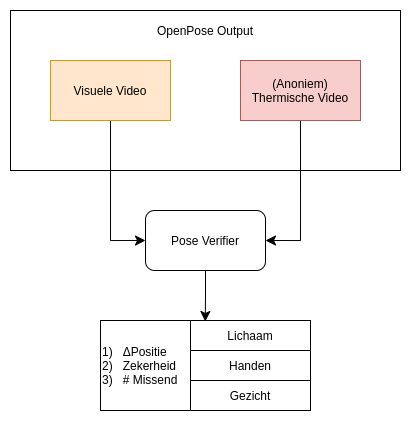 OpenPose Output
Visuele Video
(Anoniem)
Thermische Video
Pose Verifier
1) ΔPositie
2) Zekerheid
3) # Missend
Lichaam
Handen
Gezicht